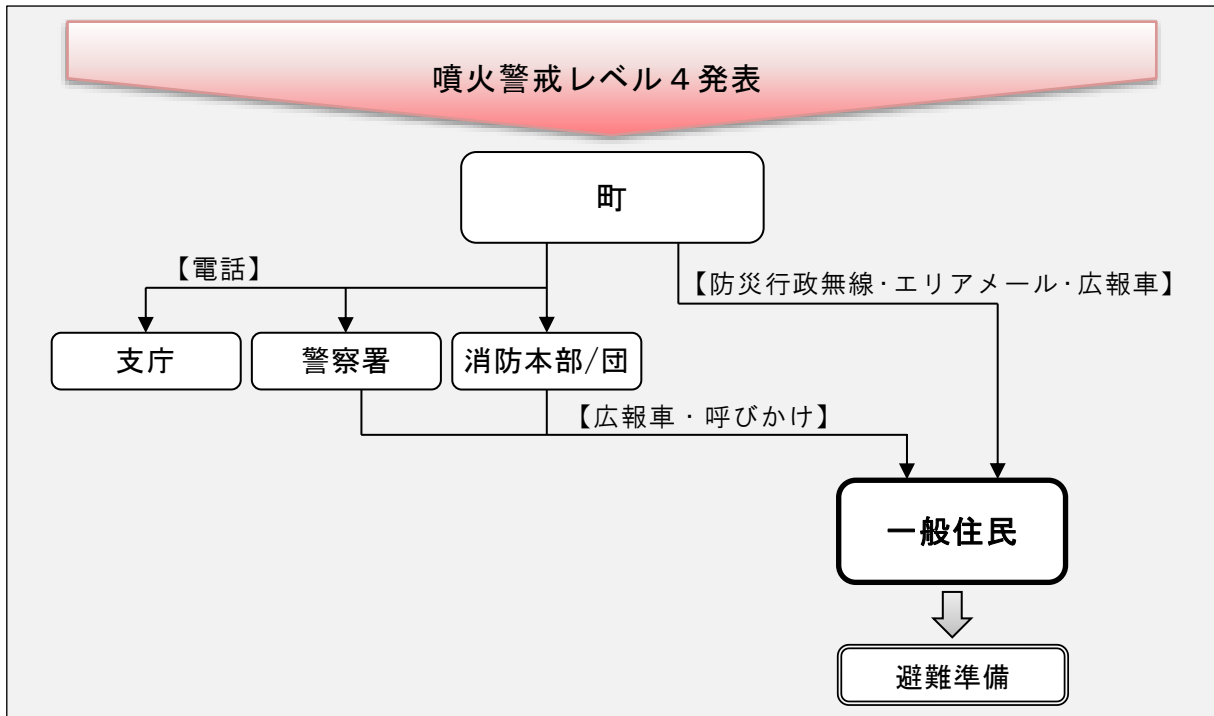 噴火警戒レベル４発表
町
【電話】
【防災行政無線･エリアメール･広報車】
支庁
警察署
消防本部/団
【広報車・呼びかけ】
一般住民
避難準備